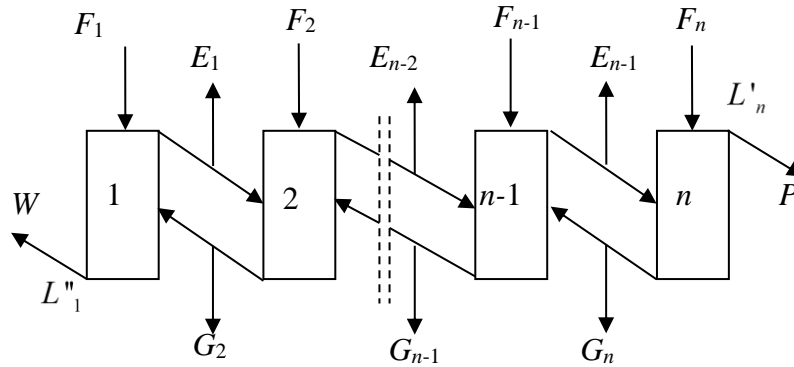 F₁ F₂ Fₙ₋₁ Fₙ
E₁ Eₙ₋₂ Eₙ₋₁ L'ₙ
W 1 2 n-1 n P
L"₁
G₂ Gₙ₋₁ Gₙ